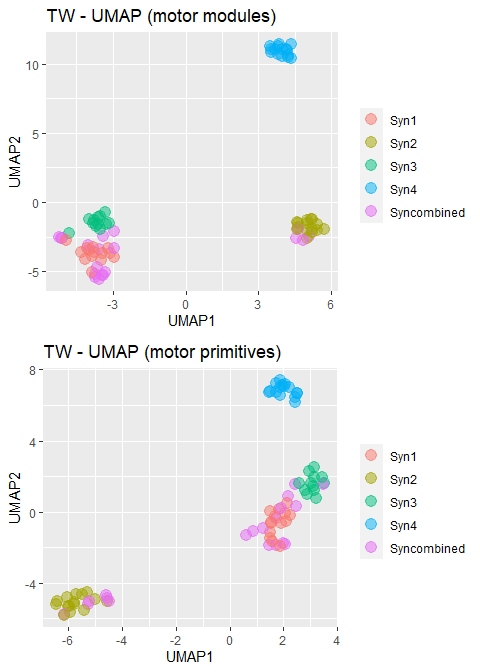 TW - UMAP (motor modules)
10
5
0
-5
UMAP2
-3
0
3
6
UMAP1
Syn1
Syn2
Syn3
Syn4
Syncombined
TW - UMAP (motor primitives)
8
4
0
-4
UMAP2
-6
-4
-2
0
2
4
UMAP1
Syn1
Syn2
Syn3
Syn4
Syncombined